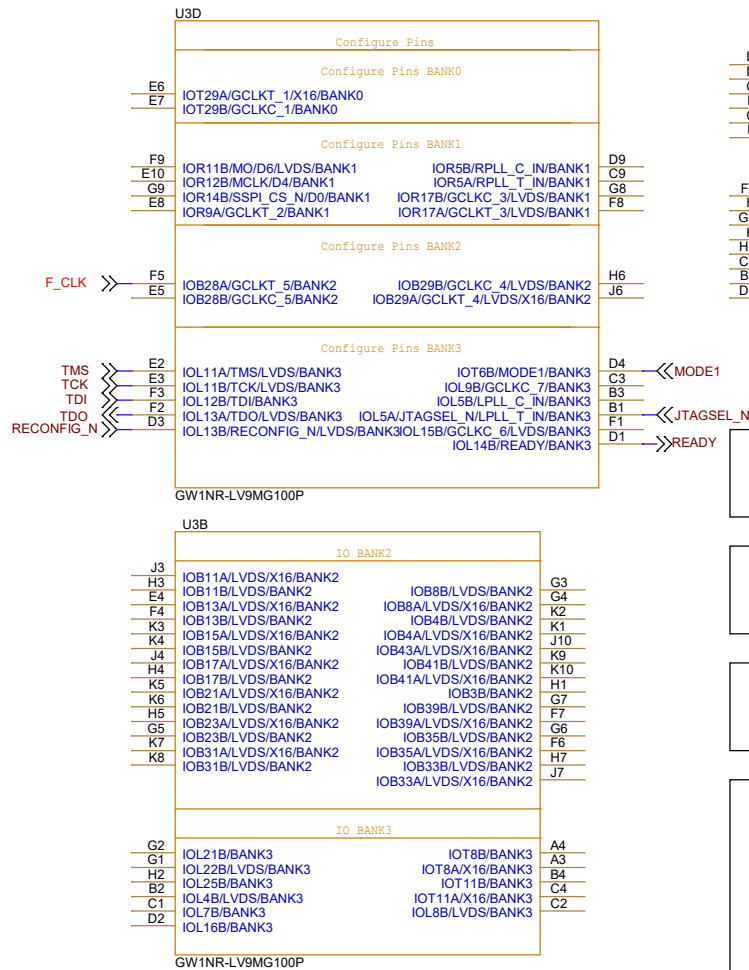 U3D
Configure Pins
Configure Pins BANK0
E6 IOT29A/GCLKT_1/X16/BANK0
E7 IOT29B/GCLKC_1/BANK0
Configure Pins BANK1
F9 IOR11B/MO/D6/LVDS/BANK1 IOR5B/RPLL_C_IN/BANK1 D9
E10 IOR12B/MCLK/D4/BANK1 IOR5A/RPLL_T_IN/BANK1 C9
G9 IOR14B/SSPI_CS_N/D0/BANK1 IOR17B/GCLKC_3/LVDS/BANK1 G8
E8 IOR9A/GCLKT_2/BANK1 IOR17A/GCLKT_3/LVDS/BANK1 F8
Configure Pins BANK2
F_CLK F5 IOB28A/GCLKT_5/BANK2 IOB29B/GCLKC_4/LVDS/BANK2 H6
E5 IOB28B/GCLKC_5/BANK2 IOB29A/GCLKT_4/LVDS/X16/BANK2 J6
Configure Pins BANK3
TMS E2 IOL11A/TMS/LVDS/BANK3 IOT6B/MODE1/BANK3 D4 MODE1
TCK E3 IOL11B/TCK/LVDS/BANK3 IOL9B/GCLKC_7/BANK3 C3
TDI F3 IOL12B/TDI/BANK3 IOL5B/LPLL_C_IN/BANK3 B3
TDO F2 IOL13A/TDO/LVDS/BANK3 IOL5A/JTAGSEL_N/LPLL_T_IN/BANK3 B1 JTAGSEL_N
RECONFIG_N D3 IOL13B/RECONFIG_N/LVDS/BANK3 IOL15B/GCLKC_6/LVDS/BANK3 F1
IOL14B/READY/BANK3 D1 READY
GW1NR-LV9MG100P
U3B
IO BANK2
J3 IOB11A/LVDS/X16/BANK2
H3 IOB11B/LVDS/BANK2 IOB8B/LVDS/BANK2 G3
E4 IOB13A/LVDS/X16/BANK2 IOB8A/LVDS/X16/BANK2 G4
F4 IOB13B/LVDS/BANK2 IOB4B/LVDS/BANK2 K2
K3 IOB15A/LVDS/X16/BANK2 IOB4A/LVDS/X16/BANK2 K1
K4 IOB15B/LVDS/BANK2 IOB43A/LVDS/X16/BANK2 J10
J4 IOB17A/LVDS/X16/BANK2 IOB41B/LVDS/BANK2 K9
H4 IOB17B/LVDS/BANK2 IOB41A/LVDS/X16/BANK2 K10
K5 IOB21A/LVDS/X16/BANK2 IOB3B/BANK2 H1
K6 IOB21B/LVDS/BANK2 IOB39B/LVDS/BANK2 G7
H5 IOB23A/LVDS/X16/BANK2 IOB39A/LVDS/X16/BANK2 F7
G5 IOB23B/LVDS/BANK2 IOB35B/LVDS/BANK2 G6
K7 IOB31A/LVDS/X16/BANK2 IOB35A/LVDS/X16/BANK2 F6
K8 IOB31B/LVDS/BANK2 IOB33B/LVDS/BANK2 H7
IOB33A/LVDS/X16/BANK2 J7
IO BANK3
G2 IOL21B/BANK3 IOT8B/BANK3 A4
G1 IOL22B/LVDS/BANK3 IOT8A/X16/BANK3 A3
H2 IOL25B/BANK3 IOT11B/BANK3 B4
B2 IOL4B/LVDS/BANK3 IOT11A/X16/BANK3 C4
C1 IOL7B/BANK3 IOL8B/LVDS/BANK3 C2
D2 IOL16B/BANK3
GW1NR-LV9MG100P